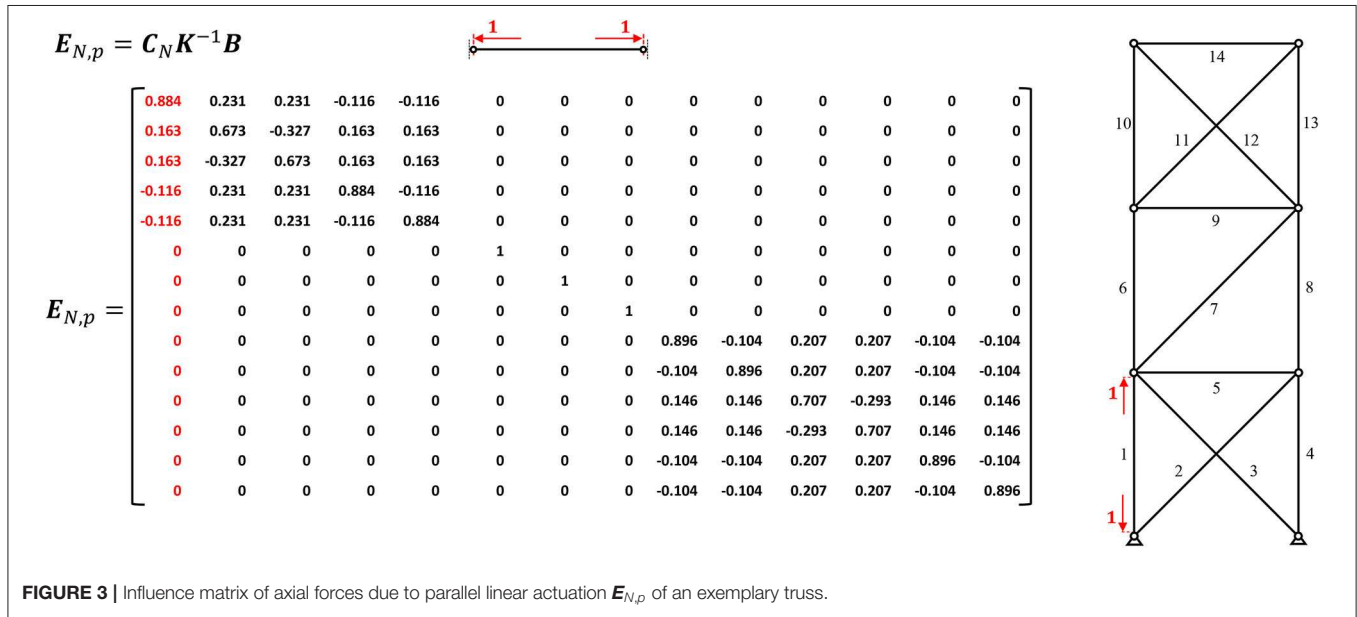 E_{N,p} = C_N K^{-1} B
1 1
E_{N,p} =
0.884 0.231 0.231 -0.116 -0.116 0 0 0 0 0 0 0 0 0
0.163 0.673 -0.327 0.163 0.163 0 0 0 0 0 0 0 0 0
0.163 -0.327 0.673 0.163 0.163 0 0 0 0 0 0 0 0 0
-0.116 0.231 0.231 0.884 -0.116 0 0 0 0 0 0 0 0 0
-0.116 0.231 0.231 -0.116 0.884 0 0 0 0 0 0 0 0 0
0 0 0 0 0 1 0 0 0 0 0 0 0 0
0 0 0 0 0 0 1 0 0 0 0 0 0 0
0 0 0 0 0 0 0 1 0 0 0 0 0 0
0 0 0 0 0 0 0 0 0.896 -0.104 0.207 0.207 -0.104 -0.104
0 0 0 0 0 0 0 0 -0.104 0.896 0.207 0.207 -0.104 -0.104
0 0 0 0 0 0 0 0 0.146 0.146 0.707 -0.293 0.146 0.146
0 0 0 0 0 0 0 0 0.146 0.146 -0.293 0.707 0.146 0.146
0 0 0 0 0 0 0 0 -0.104 -0.104 0.207 0.207 0.896 -0.104
0 0 0 0 0 0 0 0 -0.104 -0.104 0.207 0.207 -0.104 0.896
14
10 11 12 13
9
6 7 8
1 5
1 2 3 4
1
FIGURE 3 | Influence matrix of axial forces due to parallel linear actuation E_{N,p} of an exemplary truss.